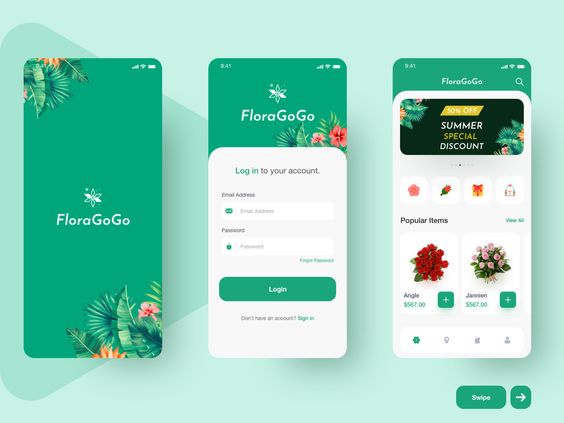 9:41
FloraGoGo
9:41
FloraGoGo
Log in to your account.
Email Address
Email Address
Password
Password
Forgot Password
Login
Don't have an account? Sign in
9:41
FloraGoGo
50% OFF
SUMMER
SPECIAL
DISCOUNT
Popular Items
View All
Angle
$567.00
+
Jannien
$567.00
+
Swipe